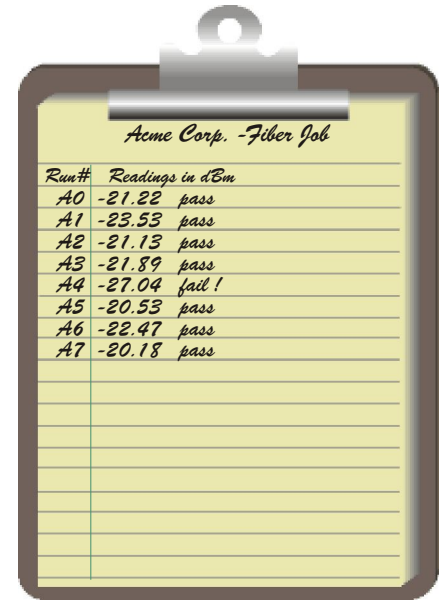 Acme Corp. -Fiber Job
Run# Readings in dBm
A0 -21.22 pass
A1 -23.53 pass
A2 -21.13 pass
A3 -21.89 pass
A4 -27.04 fail !
A5 -20.53 pass
A6 -22.47 pass
A7 -20.18 pass